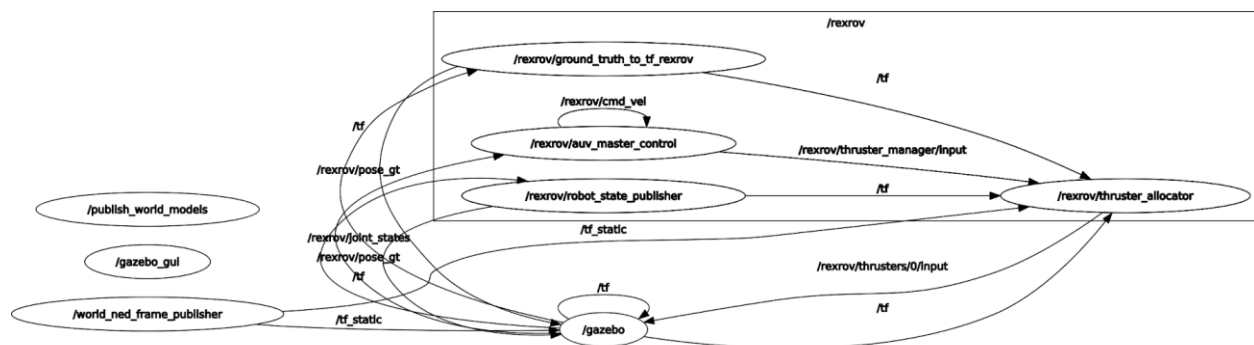 /rexrov
/rexrov/ground_truth_to_tf_rexrov
/tf
/rexrov/cmd_vel
/tf
/rexrov/auv_master_control
/rexrov/thruster_manager/input
/rexrov/pose_gt
/publish_world_models
/rexrov/robot_state_publisher
/tf
/rexrov/thruster_allocator
/tf_static
/rexrov/joint_states
/rexrov/pose_gt
/gazebo_gui
/tf
/rexrov/thrusters/0/input
/tf
/world_ned_frame_publisher
/tf_static
/gazebo
/tf